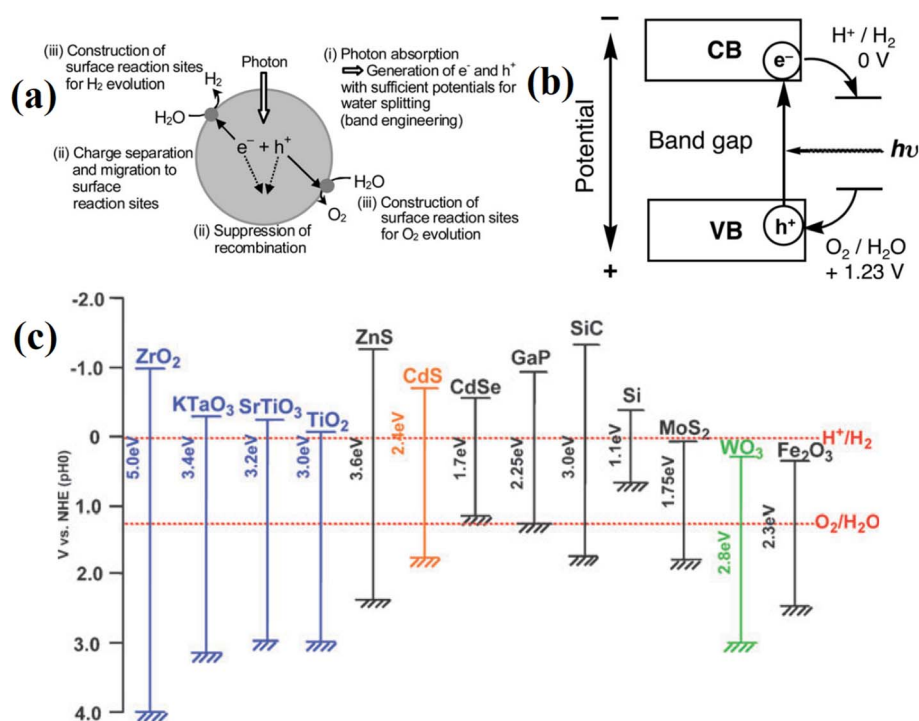 (a)
(iii) Construction of
surface reaction sites
for H₂ evolution
H₂
H₂O
Photon
(i) Photon absorption
⇨ Generation of e⁻ and h⁺
with sufficient potentials for
water splitting
(band engineering)
e⁻ + h⁺
(ii) Charge separation
and migration to
surface
reaction sites
H₂O
O₂
(iii) Construction of
surface reaction sites
for O₂ evolution
(ii) Suppression of
recombination
(b)
−
Potential
+
CB
e⁻
H⁺ / H₂
0 V
Band gap
hν
VB
h⁺
O₂ / H₂O
+ 1.23 V
(c)
V vs. NHE (pH0)
-2.0
-1.0
0
1.0
2.0
3.0
4.0
ZrO₂
5.0eV
KTaO₃
3.4eV
SrTiO₃
3.2eV
TiO₂
3.0eV
ZnS
3.6eV
CdS
2.4eV
CdSe
1.7eV
GaP
2.25eV
SiC
3.0eV
Si
1.1eV
MoS₂
1.75eV
WO₃
2.8eV
Fe₂O₃
2.3eV
H⁺/H₂
O₂/H₂O